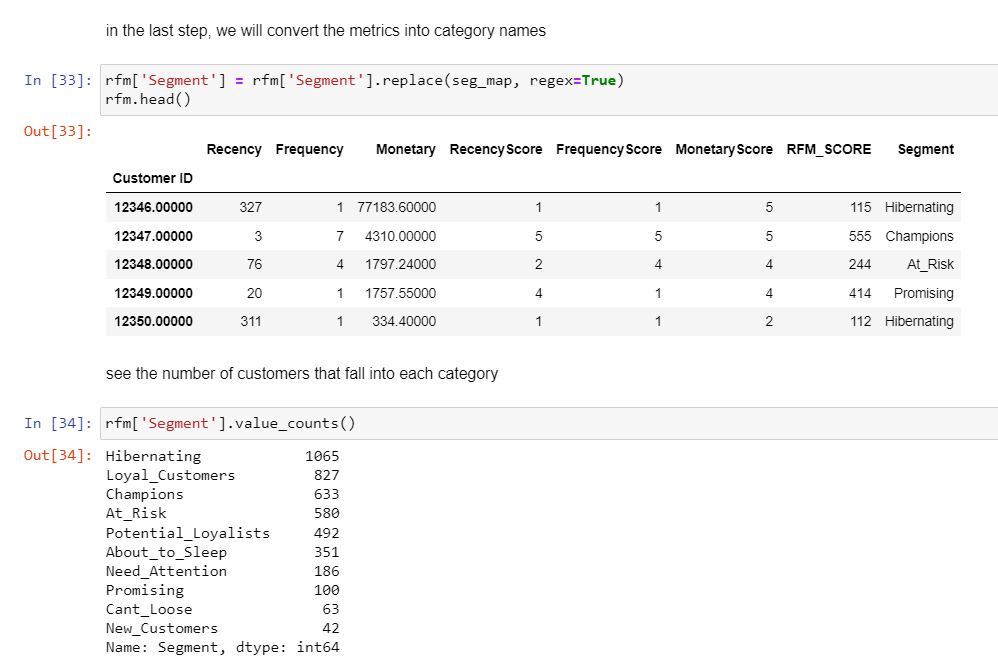 in the last step, we will convert the metrics into category names
In [33]: rfm['Segment'] = rfm['Segment'].replace(seg_map, regex=True)
rfm.head()
Out[33]:
Recency Frequency Monetary RecencyScore FrequencyScore MonetaryScore RFM_SCORE Segment
Customer ID
12346.00000 327 1 77183.60000 1 1 5 115 Hibernating
12347.00000 3 7 4310.00000 5 5 5 555 Champions
12348.00000 76 4 1797.24000 2 4 4 244 At_Risk
12349.00000 20 1 1757.55000 4 1 4 414 Promising
12350.00000 311 1 334.40000 1 1 2 112 Hibernating
see the number of customers that fall into each category
In [34]: rfm['Segment'].value_counts()
Out[34]: Hibernating 1065
Loyal_Customers 827
Champions 633
At_Risk 580
Potential_Loyalists 492
About_to_Sleep 351
Need_Attention 186
Promising 100
Cant_Loose 63
New_Customers 42
Name: Segment, dtype: int64